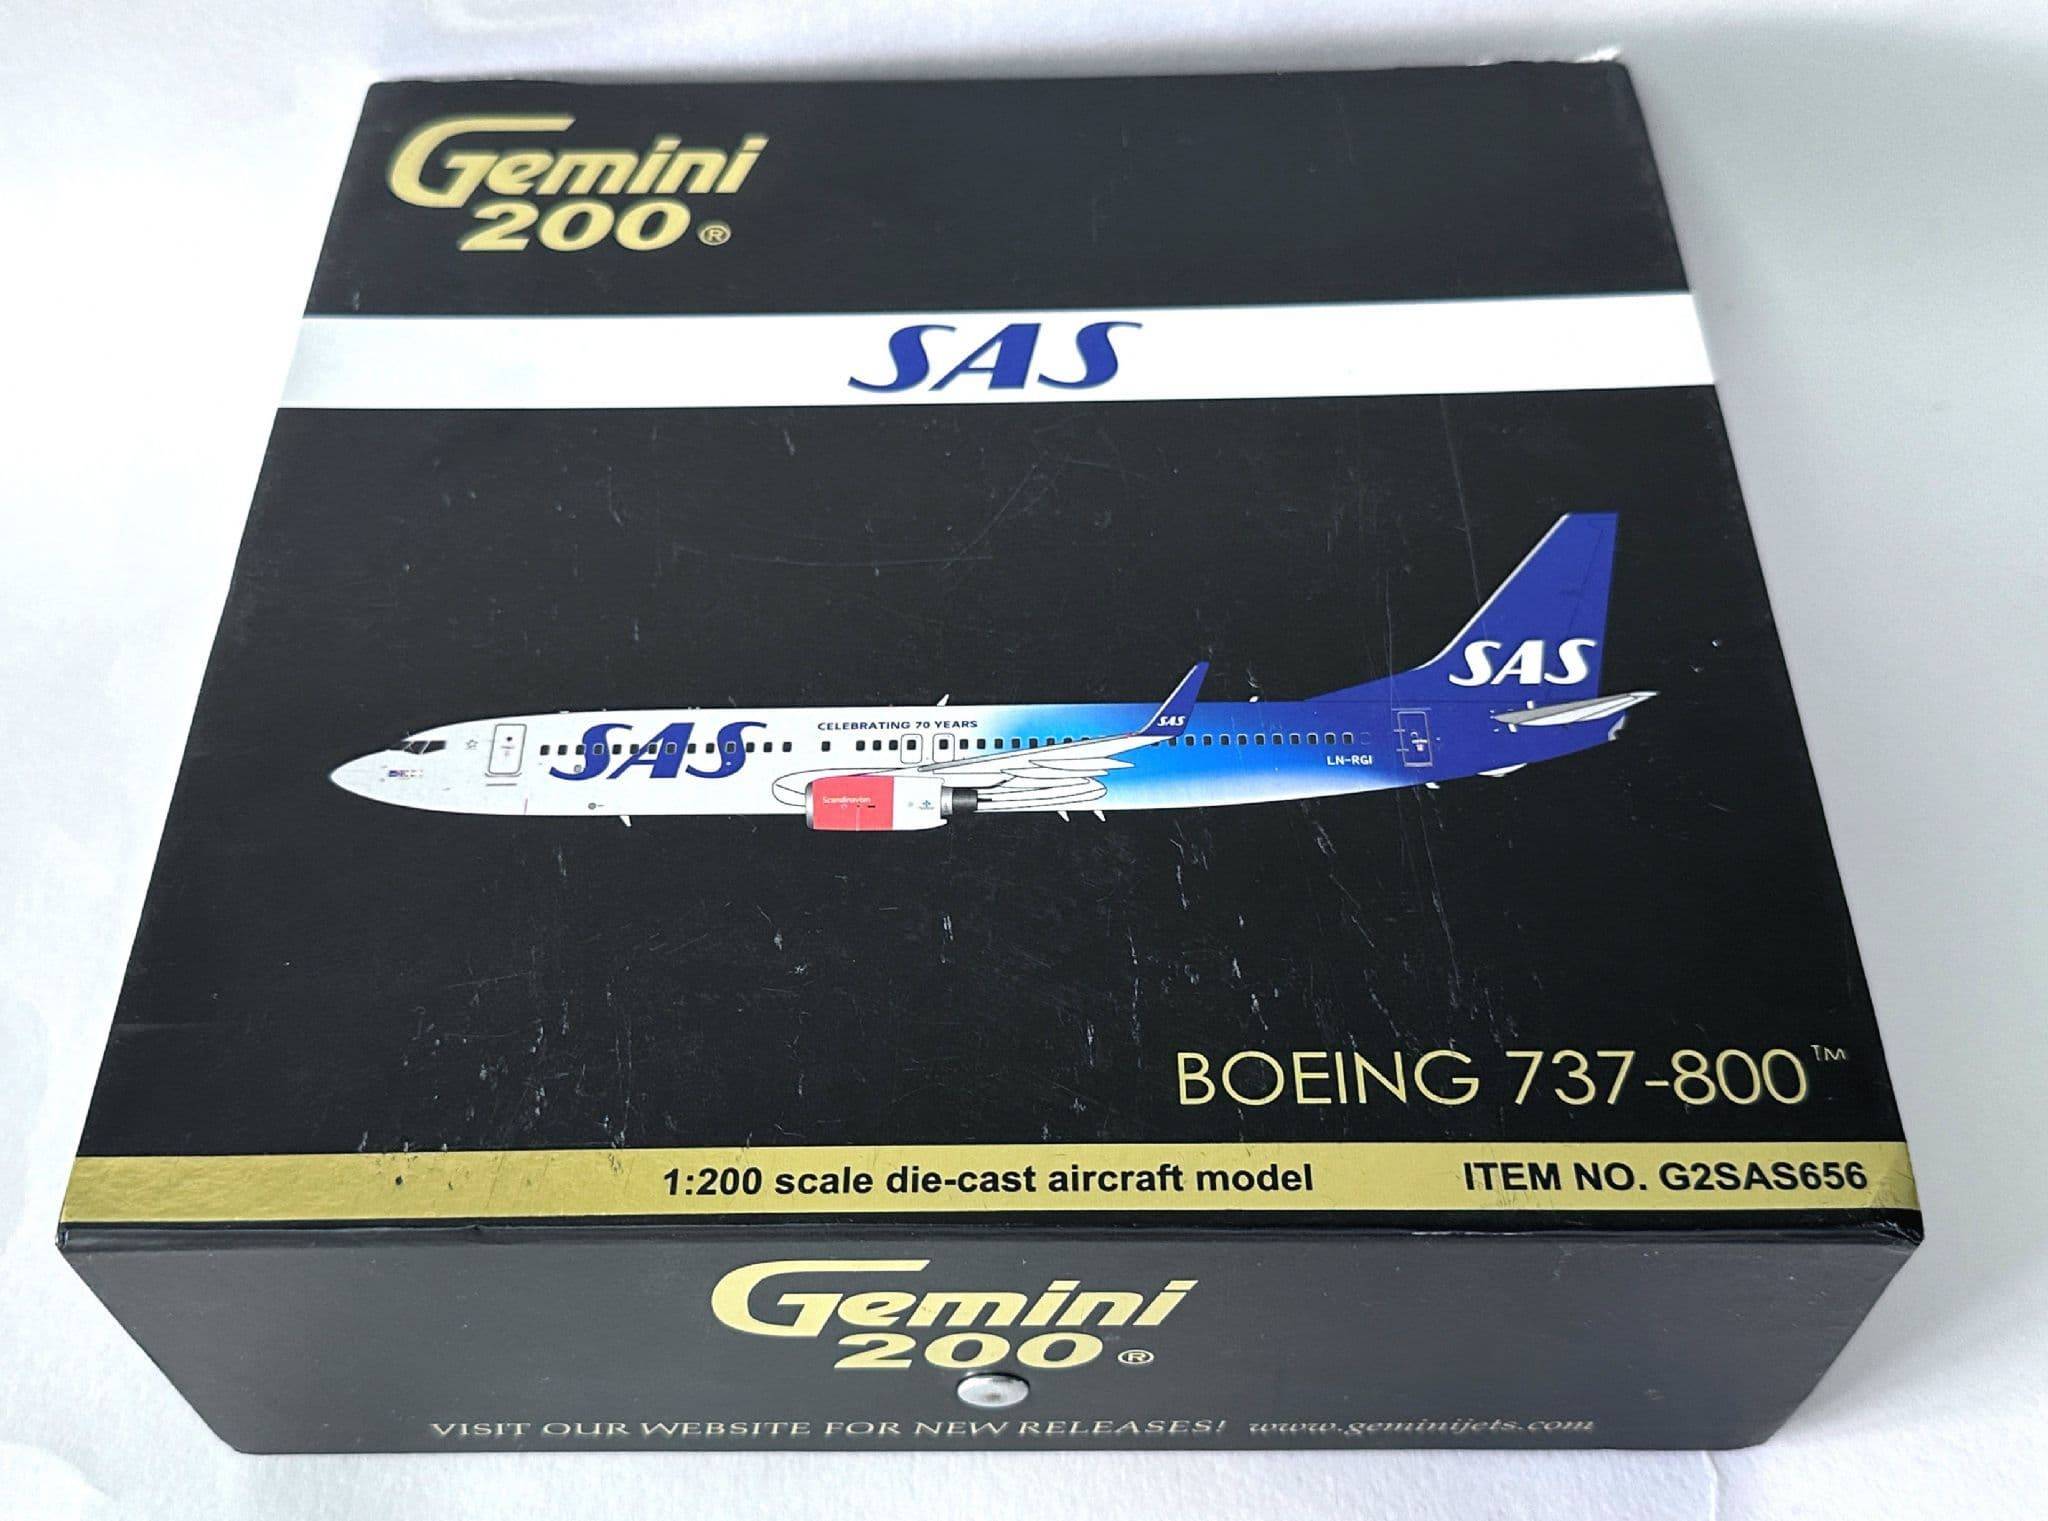 Gemini
200®
SAS
SAS
SAS
CELEBRATING 70 YEARS
SAS
LN-RGI
Scandinavian
BOEING 737-800™
1:200 scale die-cast aircraft model
ITEM NO. G2SAS656
Gemini
200®
VISIT OUR WEBSITE FOR NEW RELEASES! www.geminijets.com